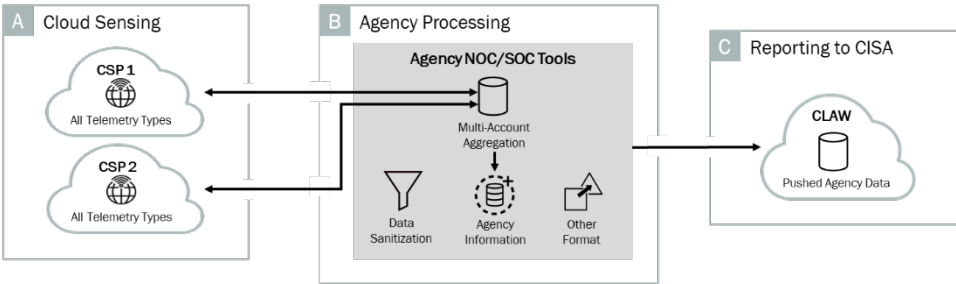 A Cloud Sensing
CSP 1
All Telemetry Types
CSP 2
All Telemetry Types
B Agency Processing
Agency NOC/SOC Tools
Multi-Account
Aggregation
Data
Sanitization
Agency
Information
Other
Format
C Reporting to CISA
CLAW
Pushed Agency Data